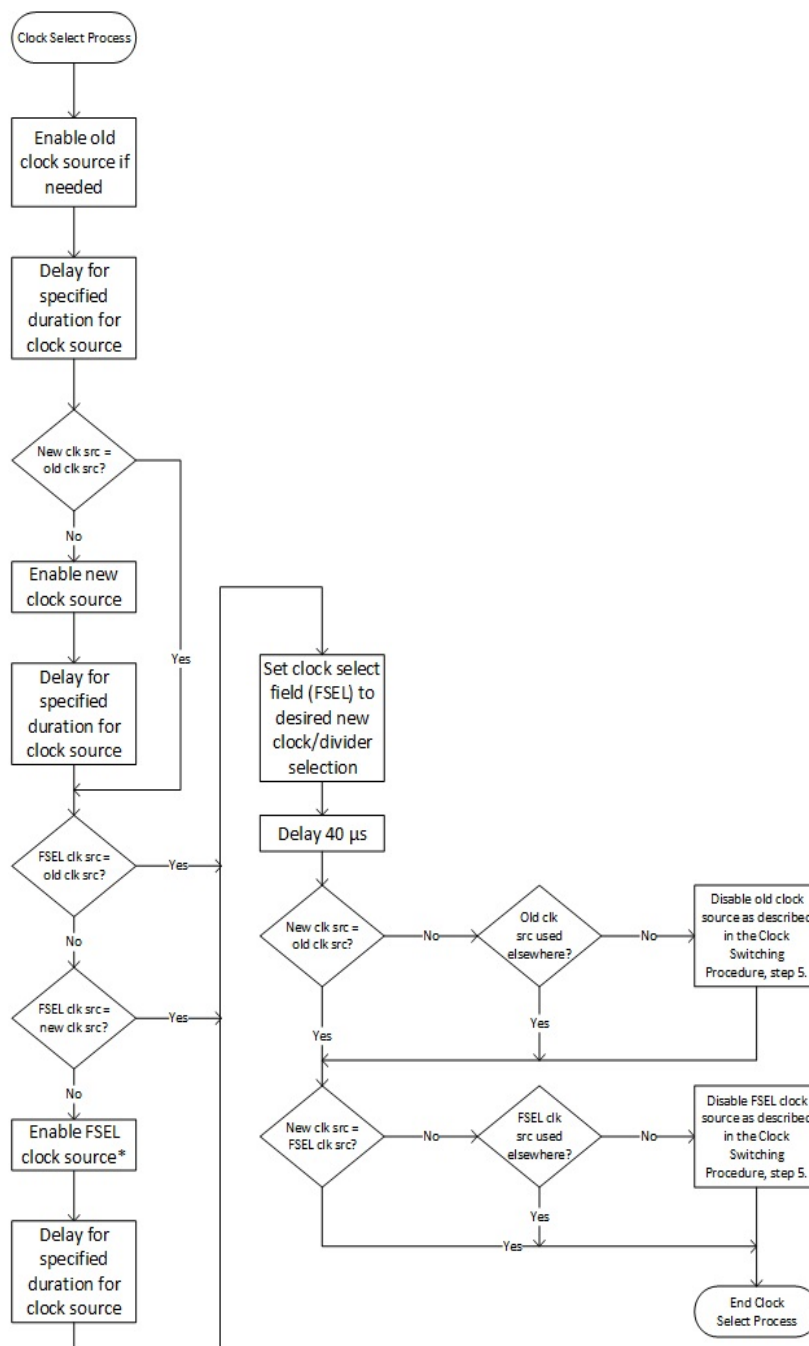 Clock Select Process
Enable old
clock source if
needed
Delay for
specified
duration for
clock source
New clk src =
old clk src?
No
Yes
Enable new
clock source
Delay for
specified
duration for
clock source
FSEL clk src =
old clk src?
Yes
No
FSEL clk src =
new clk src?
Yes
No
Enable FSEL
clock source*
Delay for
specified
duration for
clock source
Set clock select
field (FSEL) to
desired new
clock/divider
selection
Delay 40 µs
New clk src =
old clk src?
No
Yes
Old clk
src used
elsewhere?
No
Yes
Disable old clock
source as described
in the Clock
Switching
Procedure, step 5.
New clk src =
FSEL clk src?
No
Yes
FSEL clk
src used
elsewhere?
No
Yes
Disable FSEL clock
source as described
in the Clock
Switching
Procedure, step 5.
End Clock
Select Process